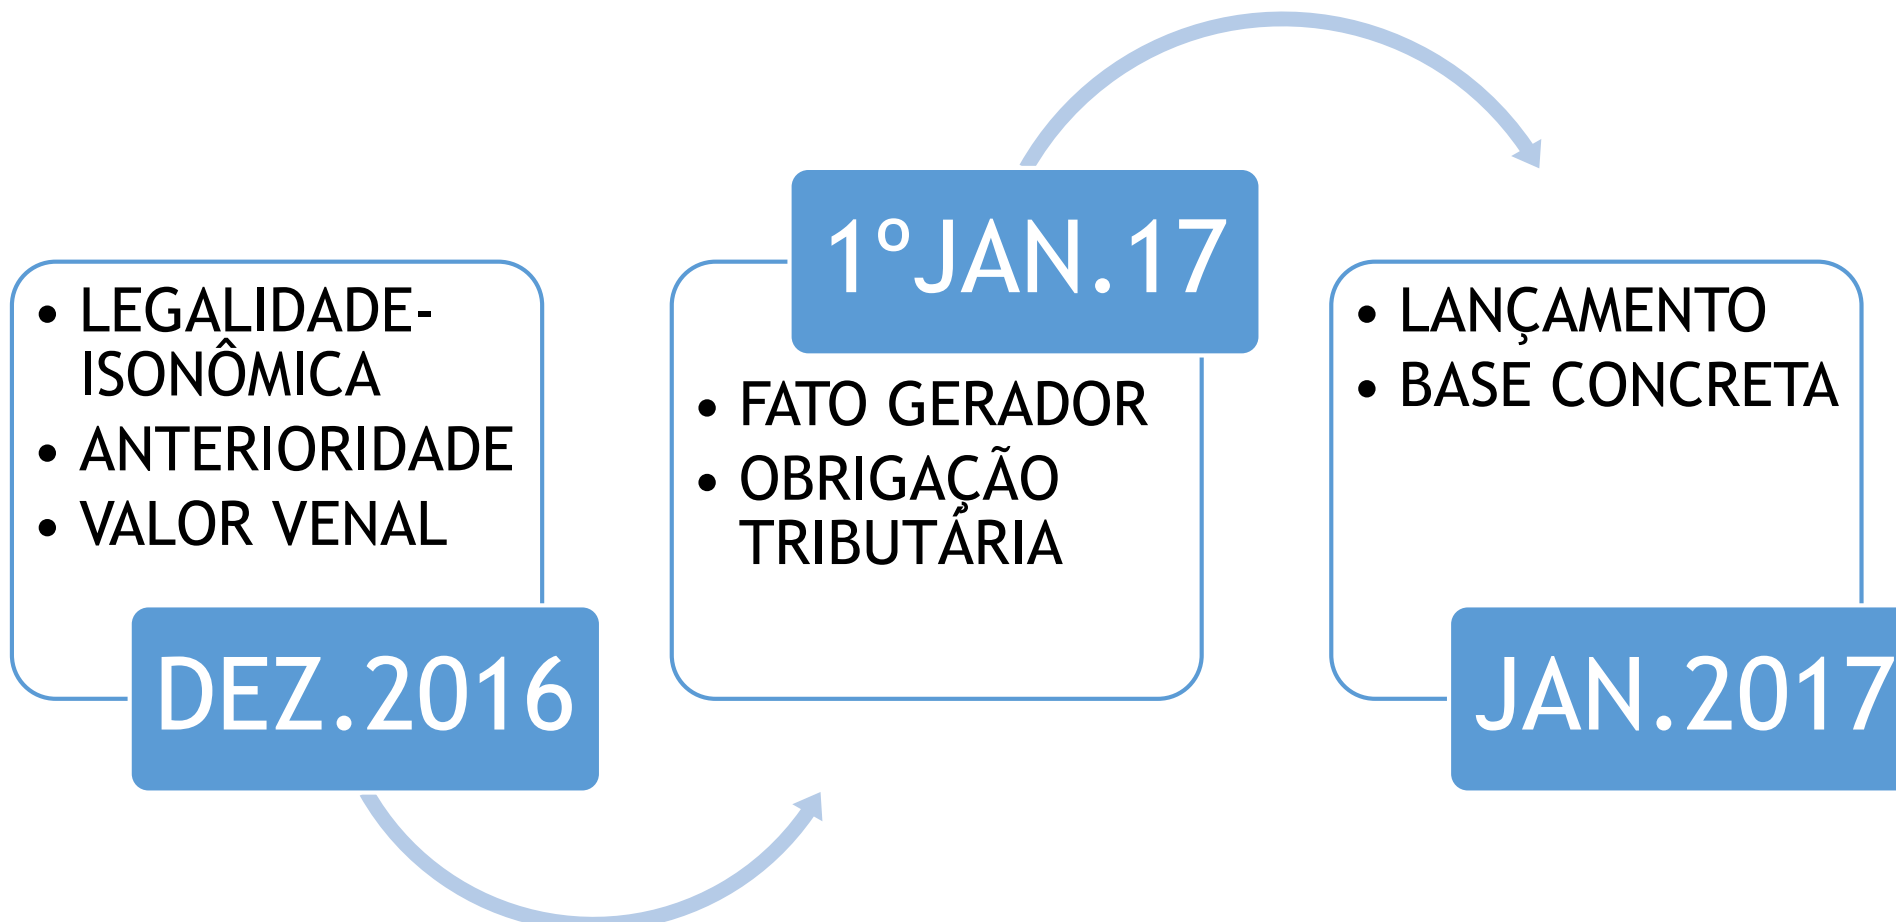 • LEGALIDADE-
ISONÔMICA
• ANTERIORIDADE
• VALOR VENAL
DEZ.2016
1ºJAN.17
• FATO GERADOR
• OBRIGAÇÃO
TRIBUTÁRIA
• LANÇAMENTO
• BASE CONCRETA
JAN.2017